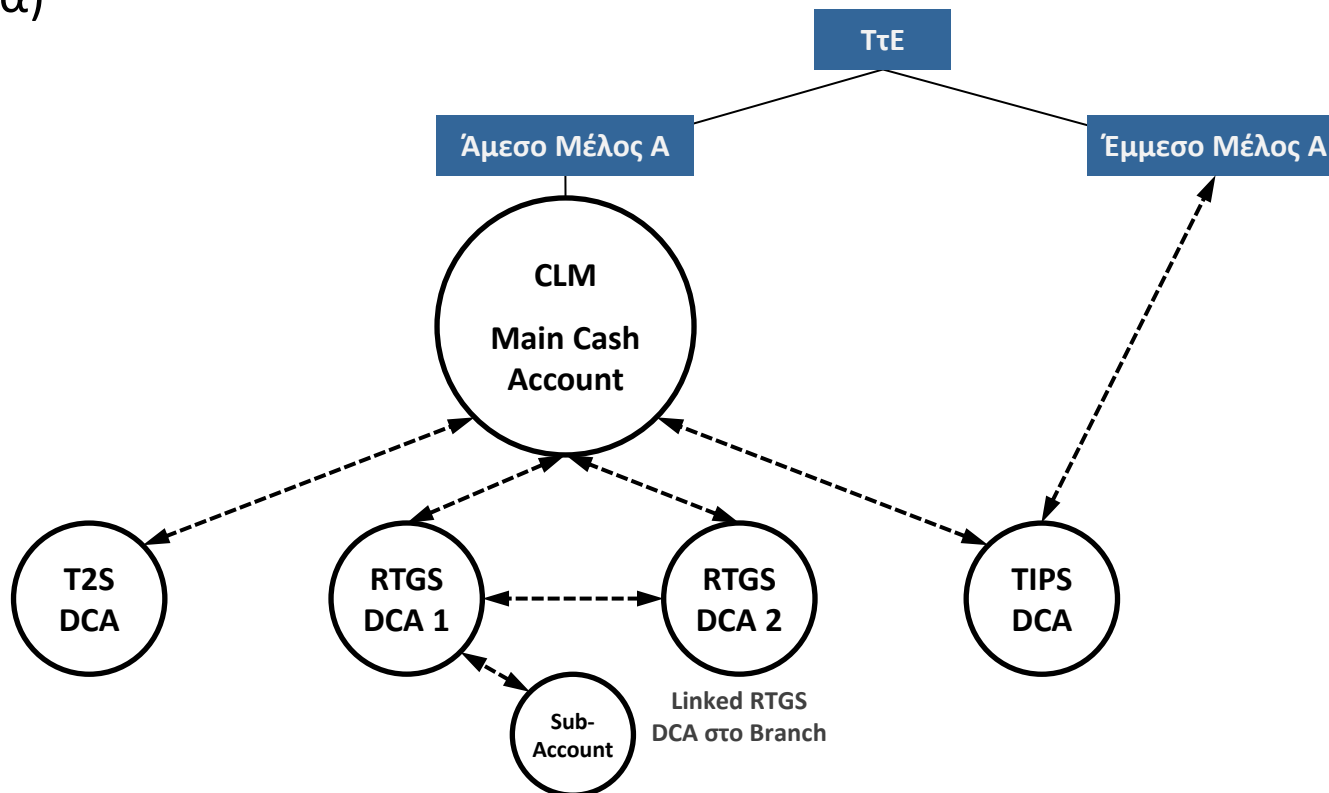 α)
ΤτΕ
Άμεσο Μέλος Α
Έμμεσο Μέλος Α
CLM
Main Cash
Account
T2S
DCA
RTGS
DCA 1
RTGS
DCA 2
TIPS
DCA
Sub-
Account
Linked RTGS
DCA στο Branch